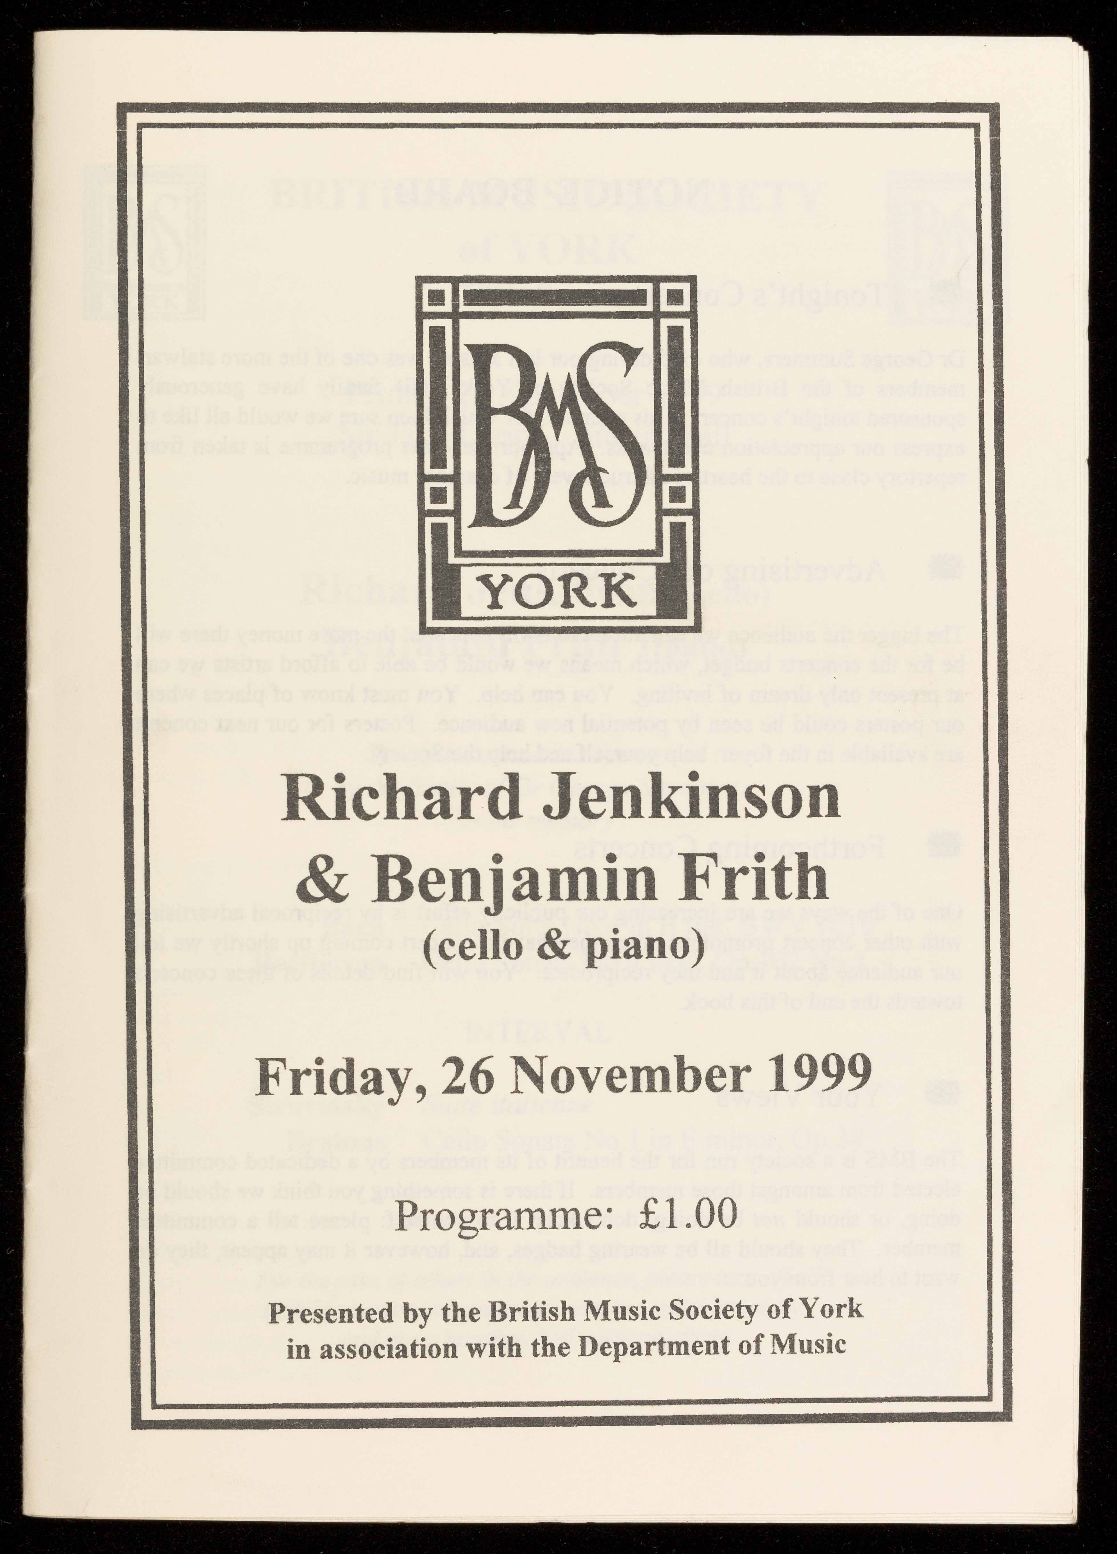 BMS
YORK
Richard Jenkinson
& Benjamin Frith
(cello & piano)
Friday, 26 November 1999
Programme: £1.00
Presented by the British Music Society of York
in association with the Department of Music